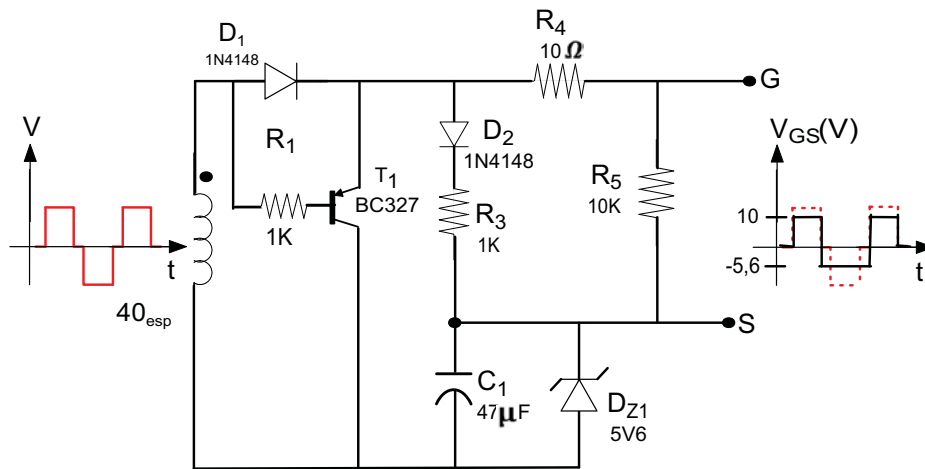 D1
1N4148
R4
10 Ω
G
V
R1
D2
1N4148
VGS(V)
T1
BC327
R5
10K
10
1K
R3
1K
-5,6
t
t
40esp
S
C1
47μF
DZ1
5V6